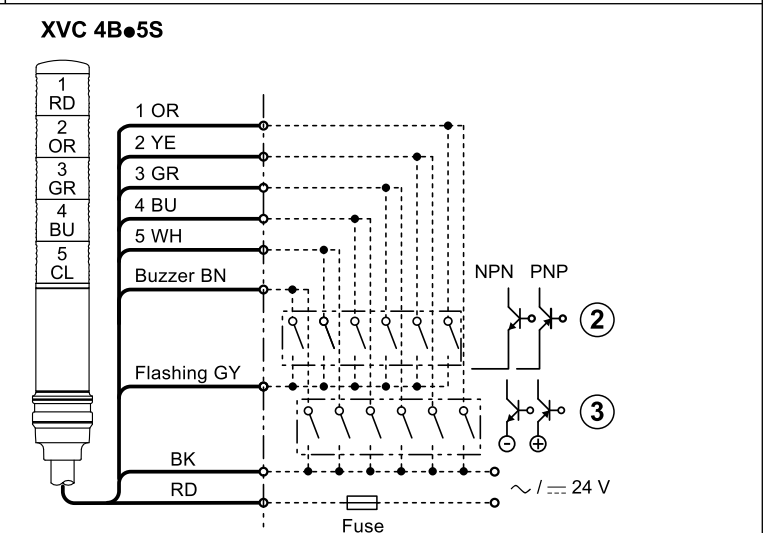 XVC 4B●5S
1
RD
2
OR
3
GR
4
BU
5
CL
1 OR
2 YE
3 GR
4 BU
5 WH
Buzzer BN
Flashing GY
BK
RD
Fuse
NPN PNP
2
3
- +
~ / ⎓ 24 V